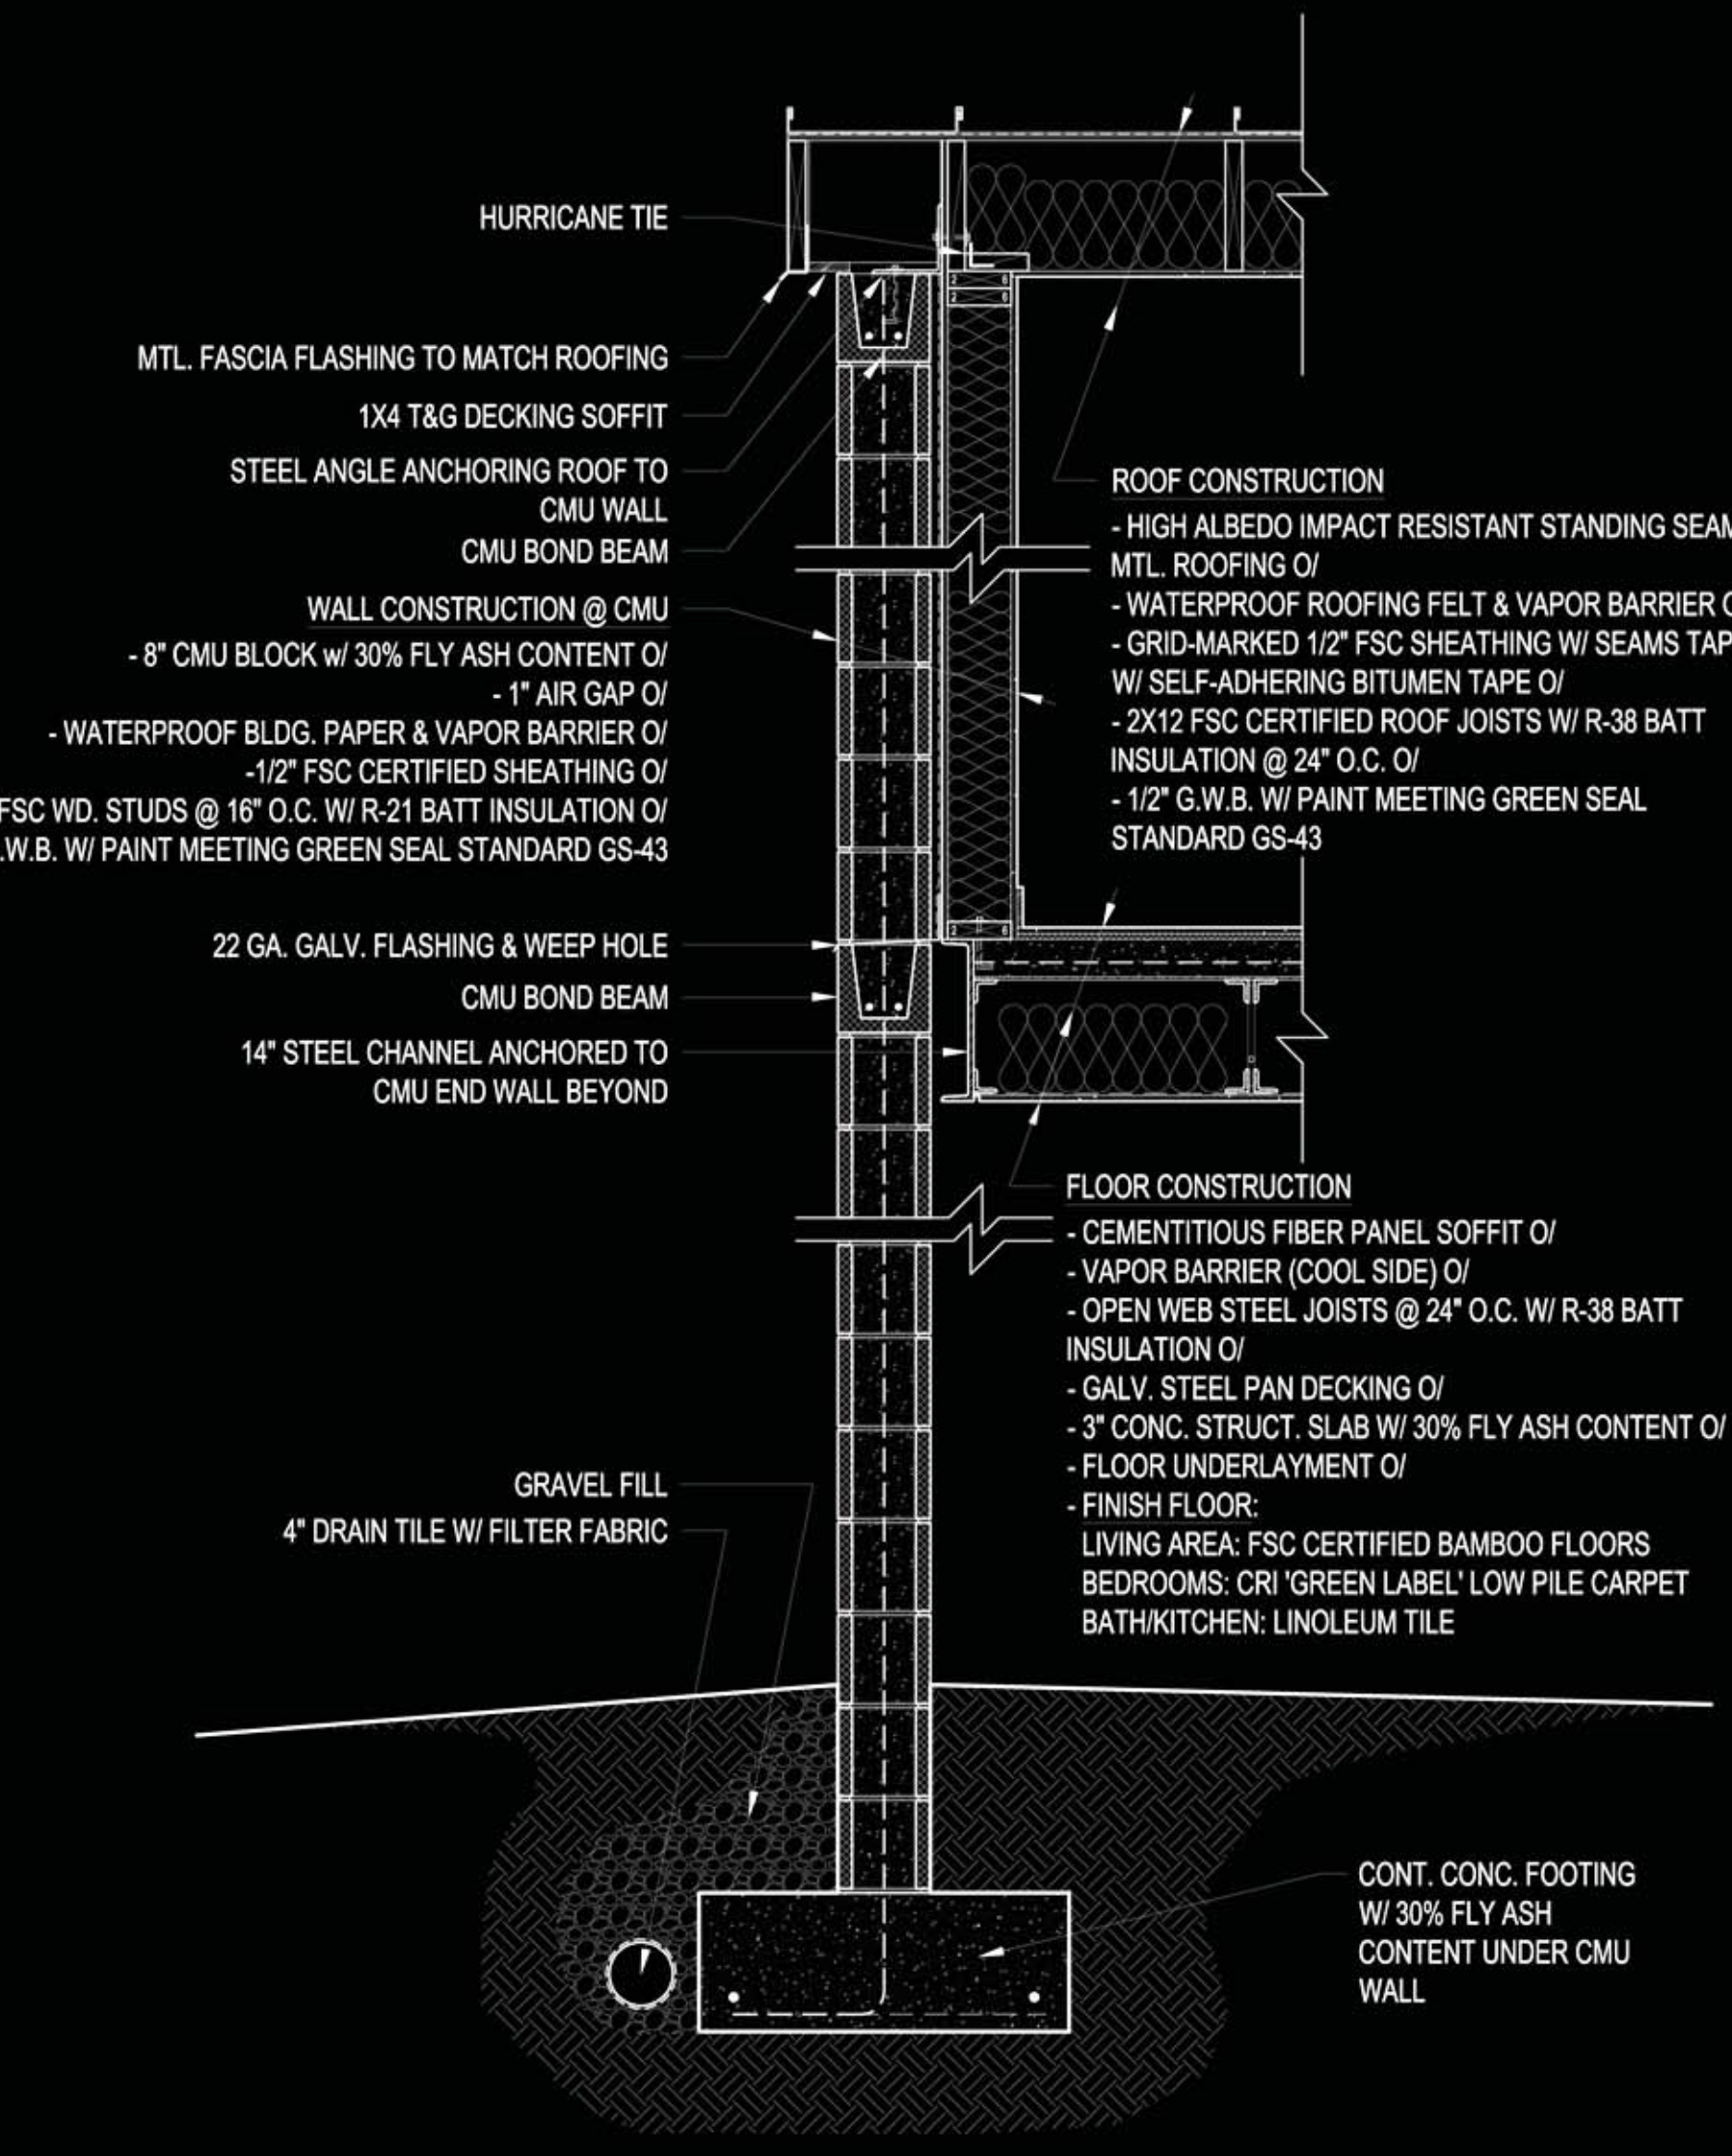 HURRICANE TIE
MTL. FASCIA FLASHING TO MATCH ROOFING
1X4 T&G DECKING SOFFIT
STEEL ANGLE ANCHORING ROOF TO
CMU WALL
CMU BOND BEAM
WALL CONSTRUCTION @ CMU
- 8" CMU BLOCK w/ 30% FLY ASH CONTENT O/
- 1" AIR GAP O/
- WATERPROOF BLDG. PAPER & VAPOR BARRIER O/
-1/2" FSC CERTIFIED SHEATHING O/
FSC WD. STUDS @ 16" O.C. W/ R-21 BATT INSULATION O/
.W.B. W/ PAINT MEETING GREEN SEAL STANDARD GS-43
22 GA. GALV. FLASHING & WEEP HOLE
CMU BOND BEAM
14" STEEL CHANNEL ANCHORED TO
CMU END WALL BEYOND
GRAVEL FILL
4" DRAIN TILE W/ FILTER FABRIC
2 6
2 6
2 6
ROOF CONSTRUCTION
- HIGH ALBEDO IMPACT RESISTANT STANDING SEAM
MTL. ROOFING O/
- WATERPROOF ROOFING FELT & VAPOR BARRIER
- GRID-MARKED 1/2" FSC SHEATHING W/ SEAMS TAP
W/ SELF-ADHERING BITUMEN TAPE O/
- 2X12 FSC CERTIFIED ROOF JOISTS W/ R-38 BATT
INSULATION @ 24" O.C. O/
- 1/2" G.W.B. W/ PAINT MEETING GREEN SEAL
STANDARD GS-43
FLOOR CONSTRUCTION
- CEMENTITIOUS FIBER PANEL SOFFIT O/
- VAPOR BARRIER (COOL SIDE) O/
- OPEN WEB STEEL JOISTS @ 24" O.C. W/ R-38 BATT
INSULATION O/
- GALV. STEEL PAN DECKING O/
- 3" CONC. STRUCT. SLAB W/ 30% FLY ASH CONTENT O/
- FLOOR UNDERLAYMENT O/
- FINISH FLOOR:
LIVING AREA: FSC CERTIFIED BAMBOO FLOORS
BEDROOMS: CRI 'GREEN LABEL' LOW PILE CARPET
BATH/KITCHEN: LINOLEUM TILE
CONT. CONC. FOOTING
W/ 30% FLY ASH
CONTENT UNDER CMU
WALL